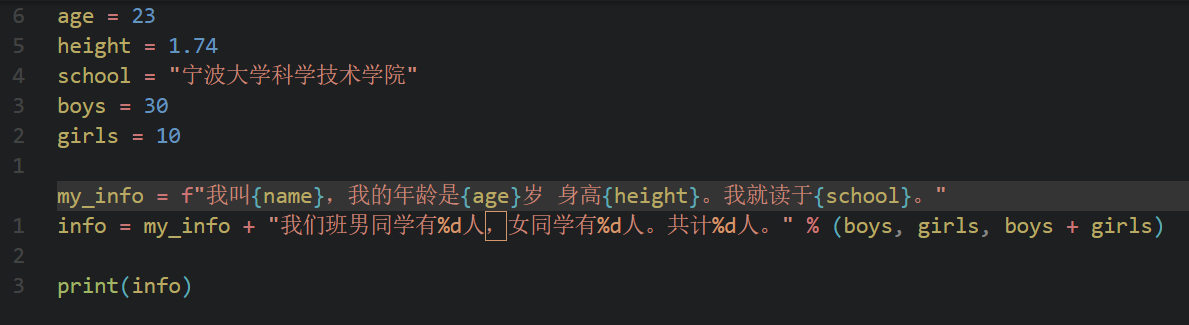 6 age = 23
5 height = 1.74
4 school = "宁波大学科学技术学院"
3 boys = 30
2 girls = 10
1
my_info = f"我叫{name}，我的年龄是{age}岁 身高{height}。我就读于{school}。"
1 info = my_info + "我们班男同学有%d人，女同学有%d人。共计%d人。" % (boys, girls, boys + girls)
2
3 print(info)